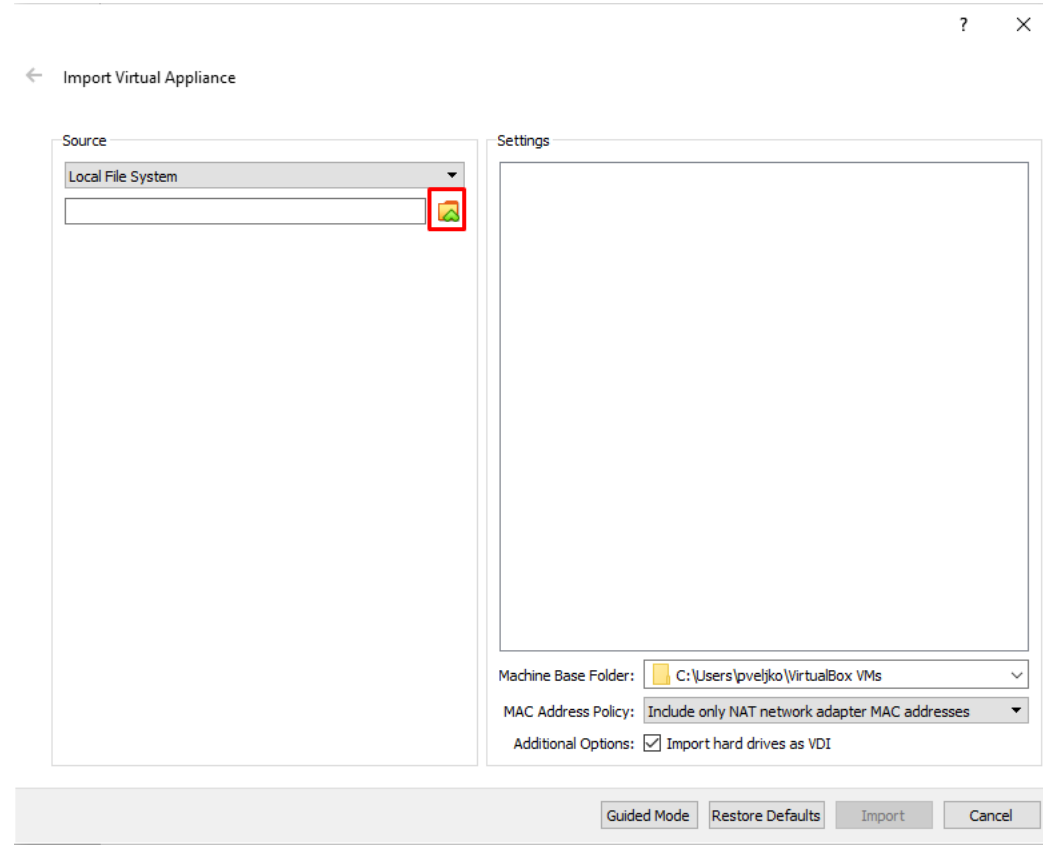 ?
Import Virtual Appliance
Source
Local File System
Settings
Machine Base Folder: C:\Users\pveljko\VirtualBox VMs
MAC Address Policy: Include only NAT network adapter MAC addresses
Additional Options: Import hard drives as VDI
Guided Mode Restore Defaults Import Cancel